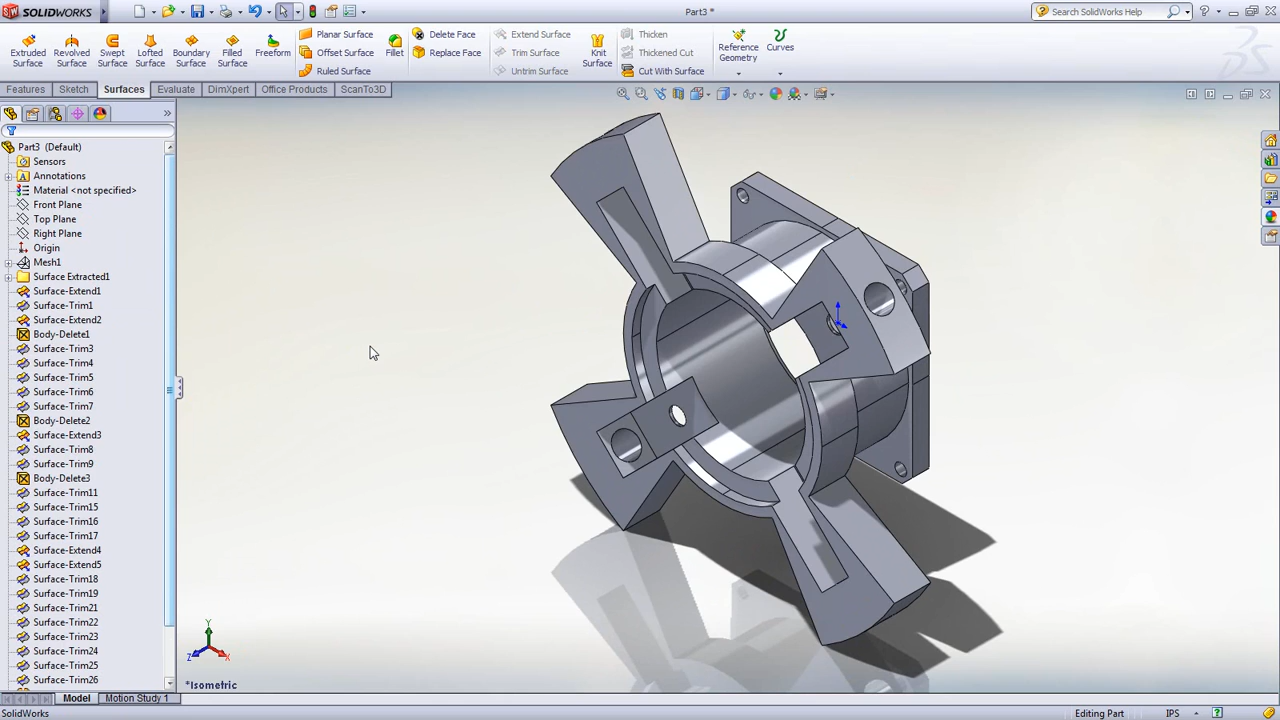 SOLIDWORKS
Part3 *
Search SolidWorks Help
Extruded Surface
Revolved Surface
Swept Surface
Lofted Surface
Boundary Surface
Filled Surface
Freeform
Planar Surface
Offset Surface
Ruled Surface
Fillet
Delete Face
Replace Face
Extend Surface
Trim Surface
Untrim Surface
Knit Surface
Thicken
Thickened Cut
Cut With Surface
Reference Geometry
Curves
Features
Sketch
Surfaces
Evaluate
DimXpert
Office Products
ScanTo3D
Part3 (Default)
Sensors
Annotations
Material <not specified>
Front Plane
Top Plane
Right Plane
Origin
Mesh1
Surface Extracted1
Surface-Extend1
Surface-Trim1
Surface-Extend2
Body-Delete1
Surface-Trim3
Surface-Trim4
Surface-Trim5
Surface-Trim6
Surface-Trim7
Body-Delete2
Surface-Extend3
Surface-Trim8
Surface-Trim9
Body-Delete3
Surface-Trim11
Surface-Trim15
Surface-Trim16
Surface-Trim17
Surface-Extend4
Surface-Extend5
Surface-Trim18
Surface-Trim19
Surface-Trim21
Surface-Trim22
Surface-Trim23
Surface-Trim24
Surface-Trim25
Surface-Trim26
Y
Z
X
*Isometric
Model
Motion Study 1
SolidWorks
Editing Part
IPS